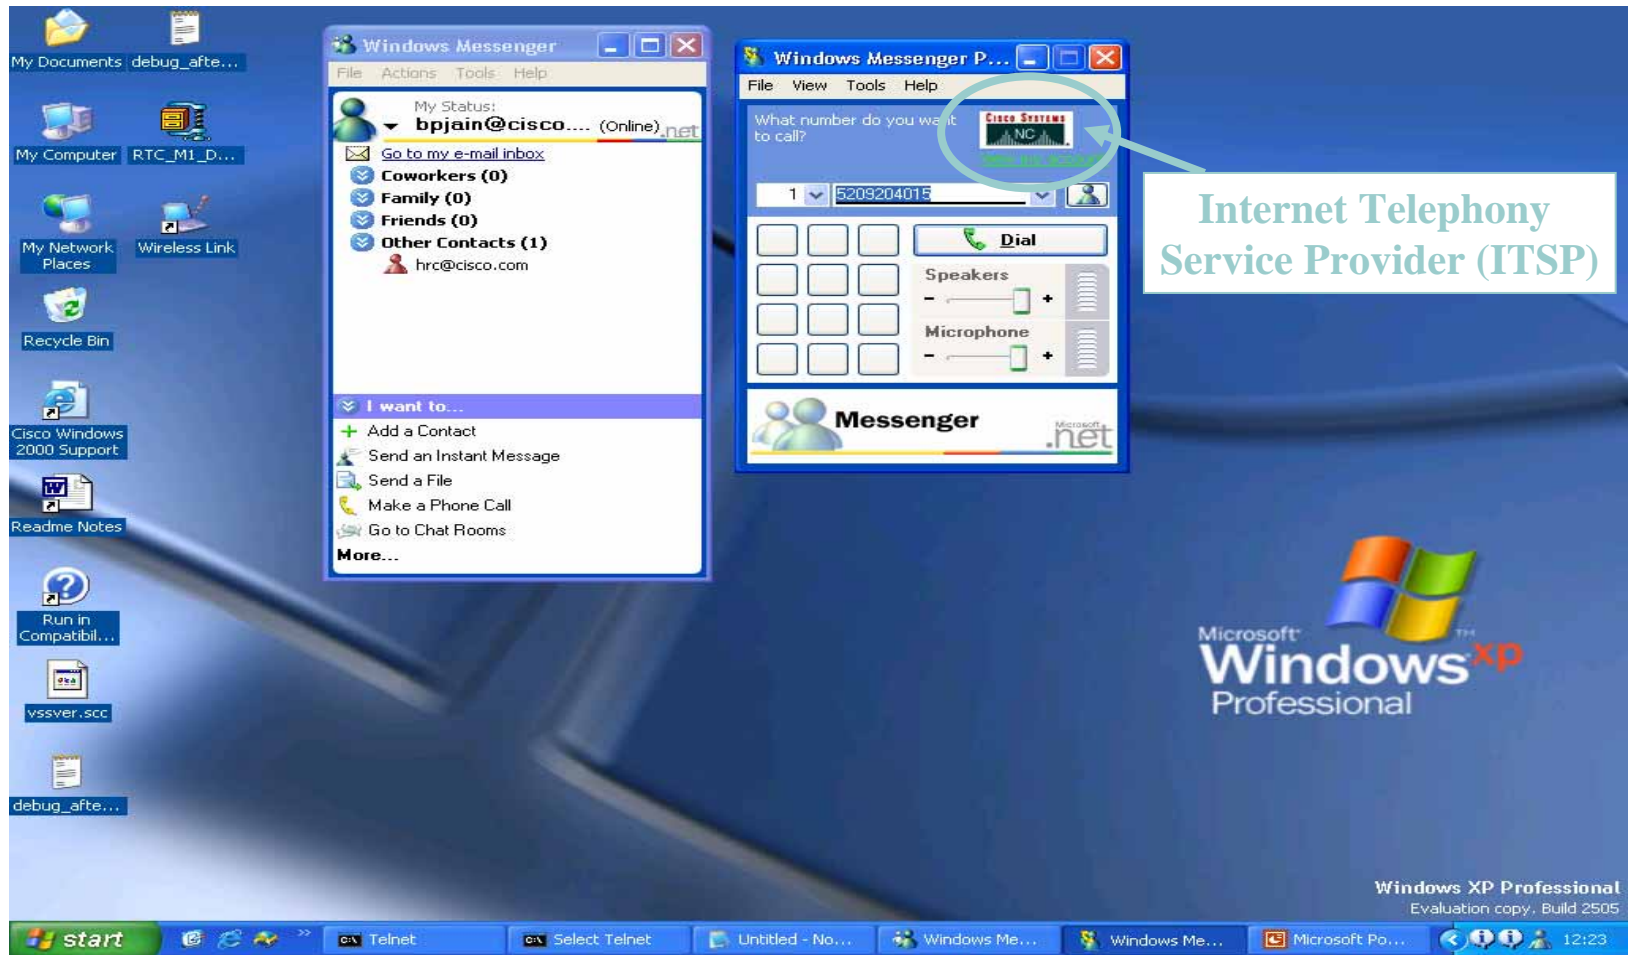 My Documents
debug_afte...
My Computer
RTC_M1_D...
My Network
Places
Wireless Link
Recycle Bin
Cisco Windows
2000 Support
Readme Notes
Run in
Compatibil...
vssver.scc
debug_afte...
Windows Messenger
File Actions Tools Help
My Status:
bpjain@cisco.... (Online)
.net
Go to my e-mail inbox
Coworkers (0)
Family (0)
Friends (0)
Other Contacts (1)
hrc@cisco.com
I want to...
Add a Contact
Send an Instant Message
Send a File
Make a Phone Call
Go to Chat Rooms
More...
Windows Messenger P...
File View Tools Help
What number do you want
to call?
CISCO SYSTEMS
NC
1 5209204015
Dial
Speakers
- +
Microphone
- +
Messenger
Microsoft
.net
Internet Telephony
Service Provider (ITSP)
Microsoft
Windows xp
TM
Professional
Windows XP Professional
Evaluation copy. Build 2505
start
Telnet
Select Telnet
Untitled - No...
Windows Me...
Windows Me...
Microsoft Po...
12:23